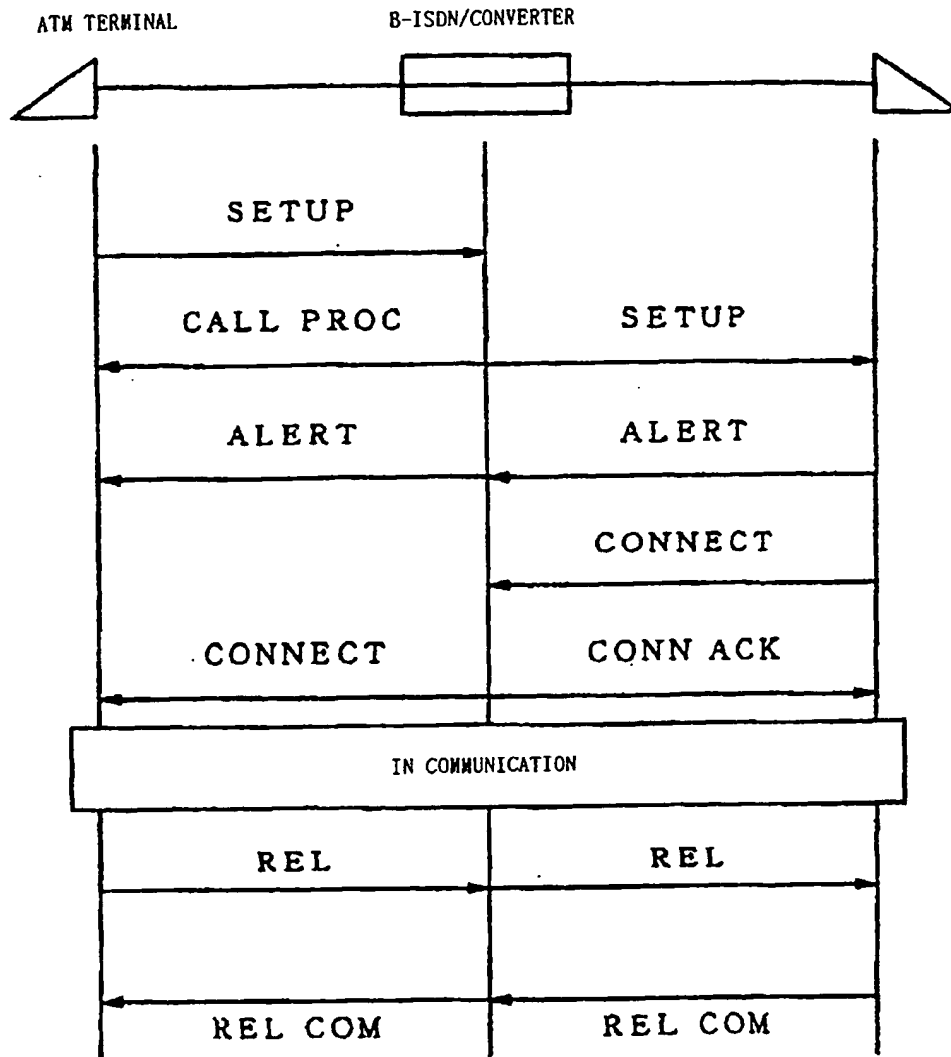 ATM TERMINAL
B-ISDN/CONVERTER
SETUP
CALL PROC
SETUP
ALERT
ALERT
CONNECT
CONNECT
CONN ACK
IN COMMUNICATION
REL
REL
REL COM
REL COM